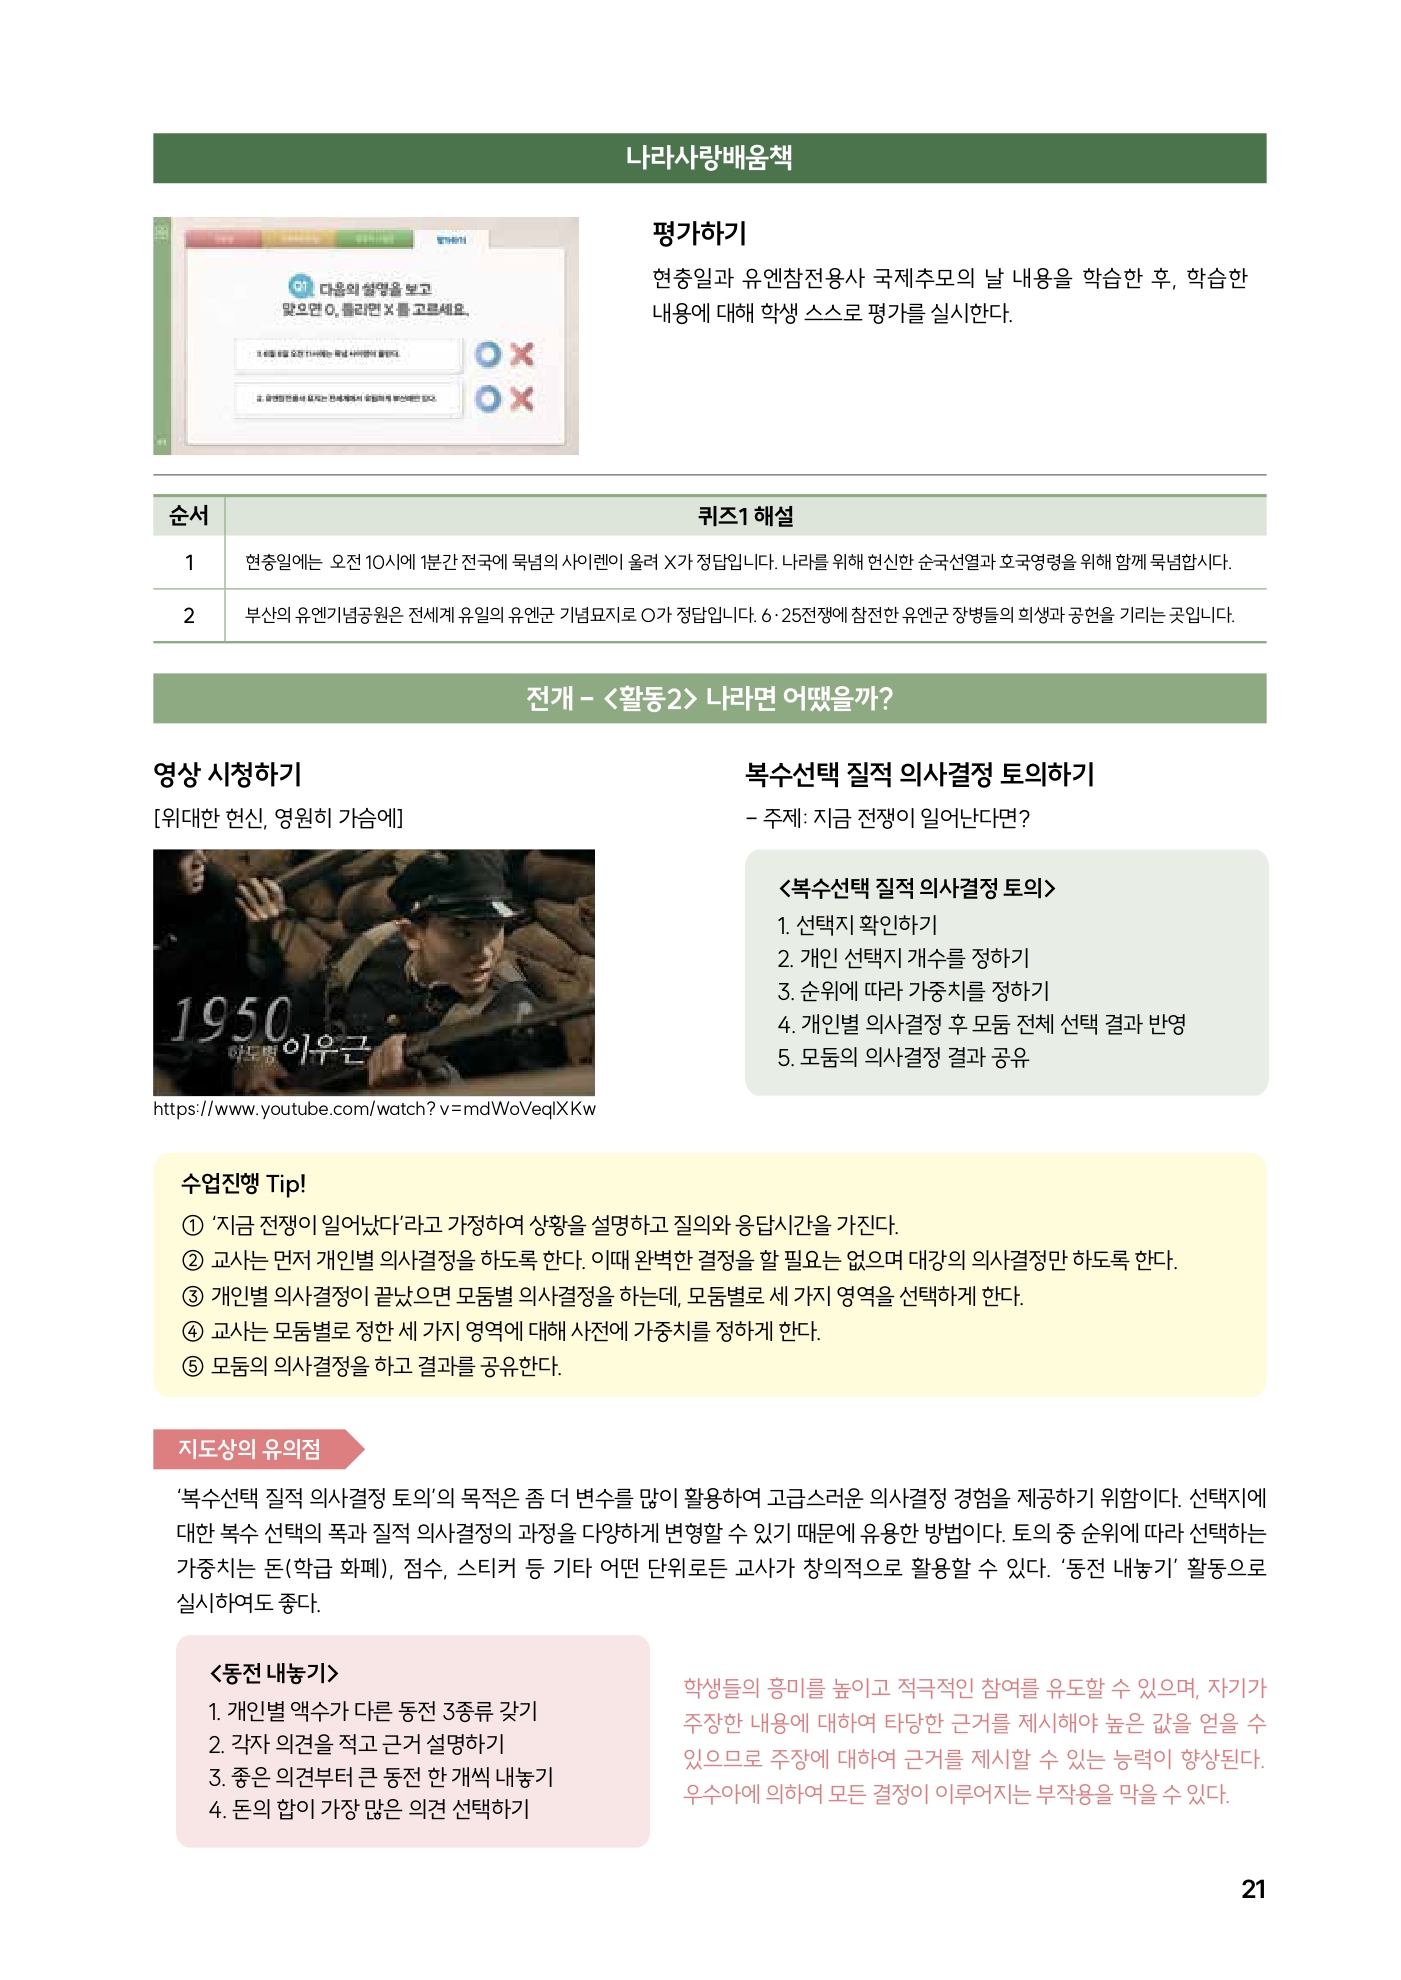 나라사랑배움책
평가하기
Q1 다음의 설명을 보고
맞으면 O, 틀리면 X 를 고르세요.
1. 6월 6일 오전 11시에는 묵념 사이렌이 울린다.
평가하기
현충일과 유엔참전용사 국제추모의 날 내용을 학습한 후, 학습한
내용에 대해 학생 스스로 평가를 실시한다.
순서 퀴즈1 해설
1 현충일에는 오전 10시에 1분간 전국에 묵념의 사이렌이 울려 X가 정답입니다. 나라를 위해 헌신한 순국선열과 호국영령을 위해 함께 묵념합시다.
2 부산의 유엔기념공원은 전세계 유일의 유엔군 기념묘지로 O가 정답입니다. 6·25전쟁에 참전한 유엔군 장병들의 희생과 공헌을 기리는 곳입니다.
전개 – <활동2> 나라면 어땠을까?
영상 시청하기
[위대한 헌신, 영원히 가슴에]
1950
학도병 이우근
https://www.youtube.com/watch?v=mdWoVeqlXKw
복수선택 질적 의사결정 토의하기
– 주제: 지금 전쟁이 일어난다면?
<복수선택 질적 의사결정 토의>
1. 선택지 확인하기
2. 개인 선택지 개수를 정하기
3. 순위에 따라 가중치를 정하기
4. 개인별 의사결정 후 모둠 전체 선택 결과 반영
5. 모둠의 의사결정 결과 공유
수업진행 Tip!
① ‘지금 전쟁이 일어났다’라고 가정하여 상황을 설명하고 질의와 응답시간을 가진다.
② 교사는 먼저 개인별 의사결정을 하도록 한다. 이때 완벽한 결정을 할 필요는 없으며 대강의 의사결정만 하도록 한다.
③ 개인별 의사결정이 끝났으면 모둠별 의사결정을 하는데, 모둠별로 세 가지 영역을 선택하게 한다.
④ 교사는 모둠별로 정한 세 가지 영역에 대해 사전에 가중치를 정하게 한다.
⑤ 모둠의 의사결정을 하고 결과를 공유한다.
지도상의 유의점
‘복수선택 질적 의사결정 토의’의 목적은 좀 더 변수를 많이 활용하여 고급스러운 의사결정 경험을 제공하기 위함이다. 선택지에
대한 복수 선택의 폭과 질적 의사결정의 과정을 다양하게 변형할 수 있기 때문에 유용한 방법이다. 토의 중 순위에 따라 선택하는
가중치는 돈(학급 화폐), 점수, 스티커 등 기타 어떤 단위로든 교사가 창의적으로 활용할 수 있다. ‘동전 내놓기’ 활동으로
실시하여도 좋다.
<동전 내놓기>
1. 개인별 액수가 다른 동전 3종류 갖기
2. 각자 의견을 적고 근거 설명하기
3. 좋은 의견부터 큰 동전 한 개씩 내놓기
4. 돈의 합이 가장 많은 의견 선택하기
학생들의 흥미를 높이고 적극적인 참여를 유도할 수 있으며, 자기가
주장한 내용에 대하여 타당한 근거를 제시해야 높은 값을 얻을 수
있으므로 주장에 대하여 근거를 제시할 수 있는 능력이 향상된다.
우수아에 의하여 모든 결정이 이루어지는 부작용을 막을 수 있다.
21